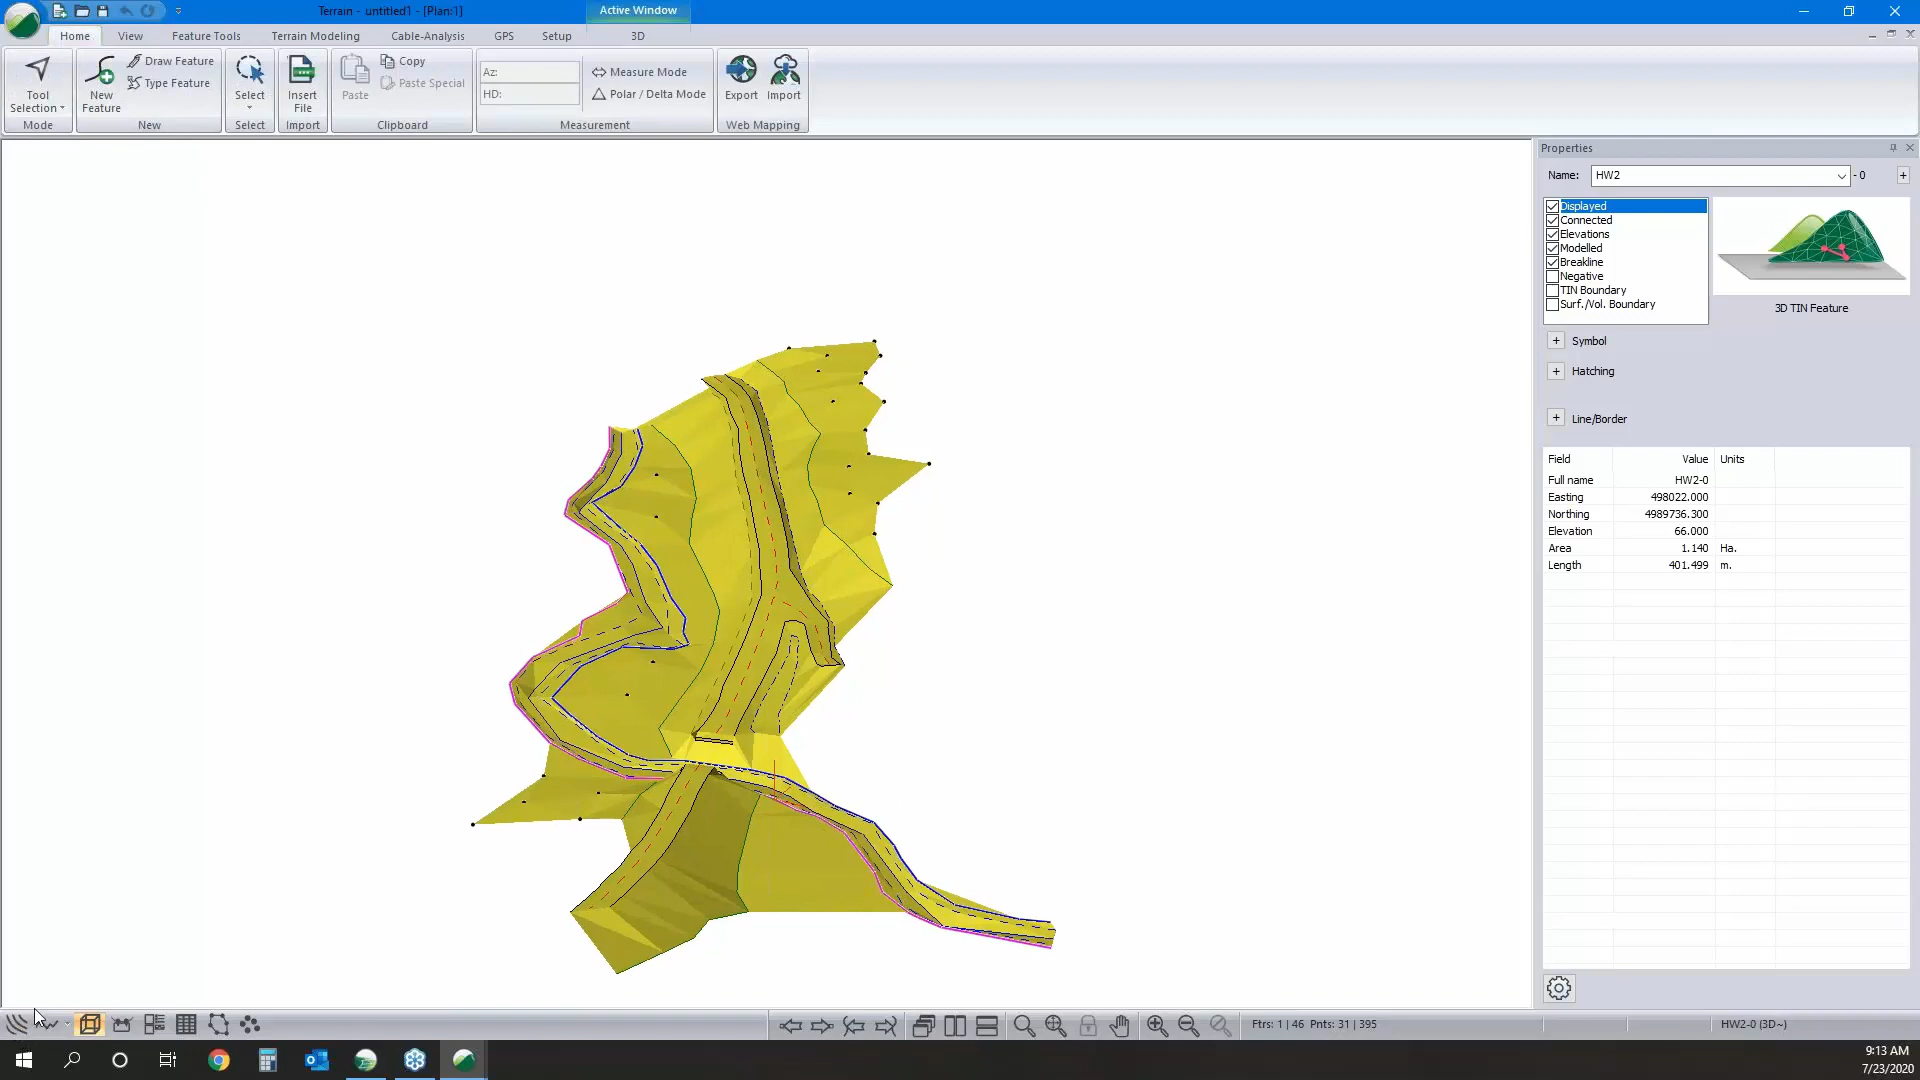 Terrain - untitled1 - [Plan:1]
Active Window
Home
View
Feature Tools
Terrain Modeling
Cable-Analysis
GPS
Setup
3D
Tool
Selection
Mode
New
Feature
Draw Feature
Type Feature
New
Select
Select
Insert
File
Import
Paste
Copy
Paste Special
Clipboard
Az:
HD:
Measure Mode
Polar / Delta Mode
Measurement
Export
Import
Web Mapping
Properties
Name: HW2 - 0 +
Displayed
Connected
Elevations
Modelled
Breakline
Negative
TIN Boundary
Surf./Vol. Boundary
3D TIN Feature
+ Symbol
+ Hatching
+ Line/Border
Field Value Units
Full name HW2-0
Easting 498022.000
Northing 4989736.300
Elevation 66.000
Area 1.140 Ha.
Length 401.499 m.
Ftrs: 1 | 46 Pnts: 31 | 395
HW2-0 (3D~)
9:13 AM
7/23/2020